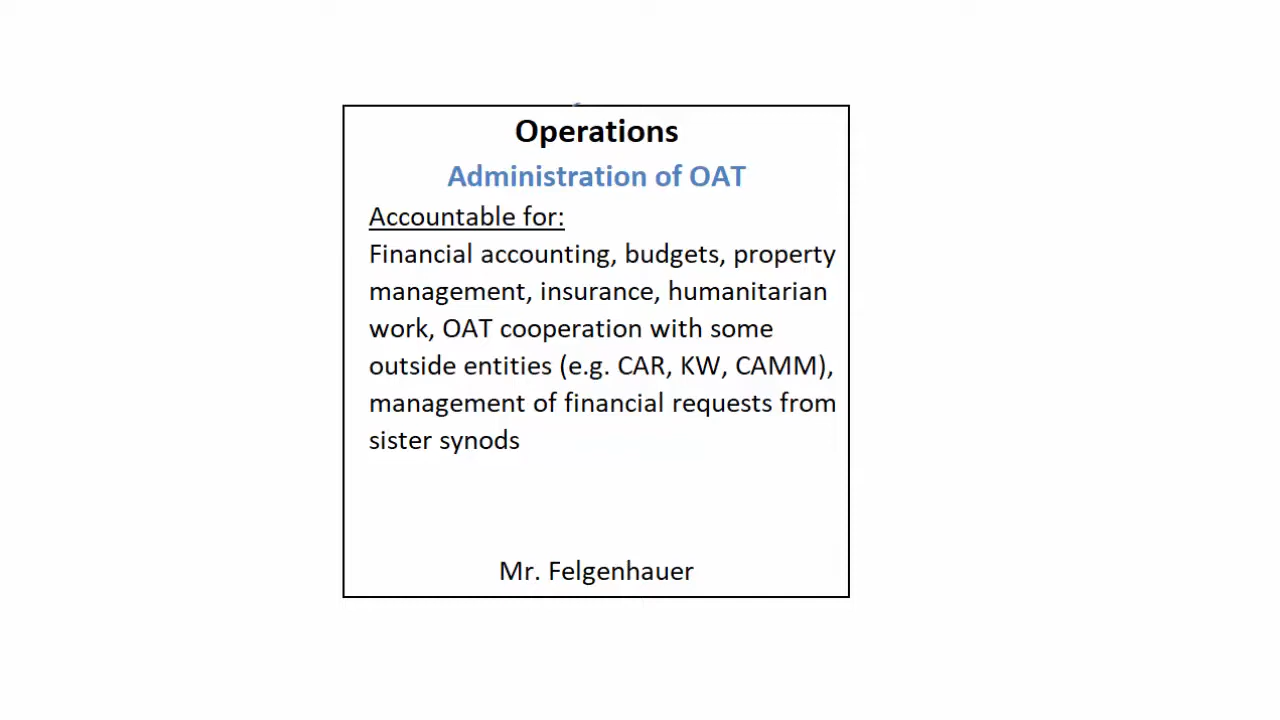 Operations
Administration of OAT
Accountable for:
Financial accounting, budgets, property
management, insurance, humanitarian
work, OAT cooperation with some
outside entities (e.g. CAR, KW, CAMM),
management of financial requests from
sister synods
Mr. Felgenhauer